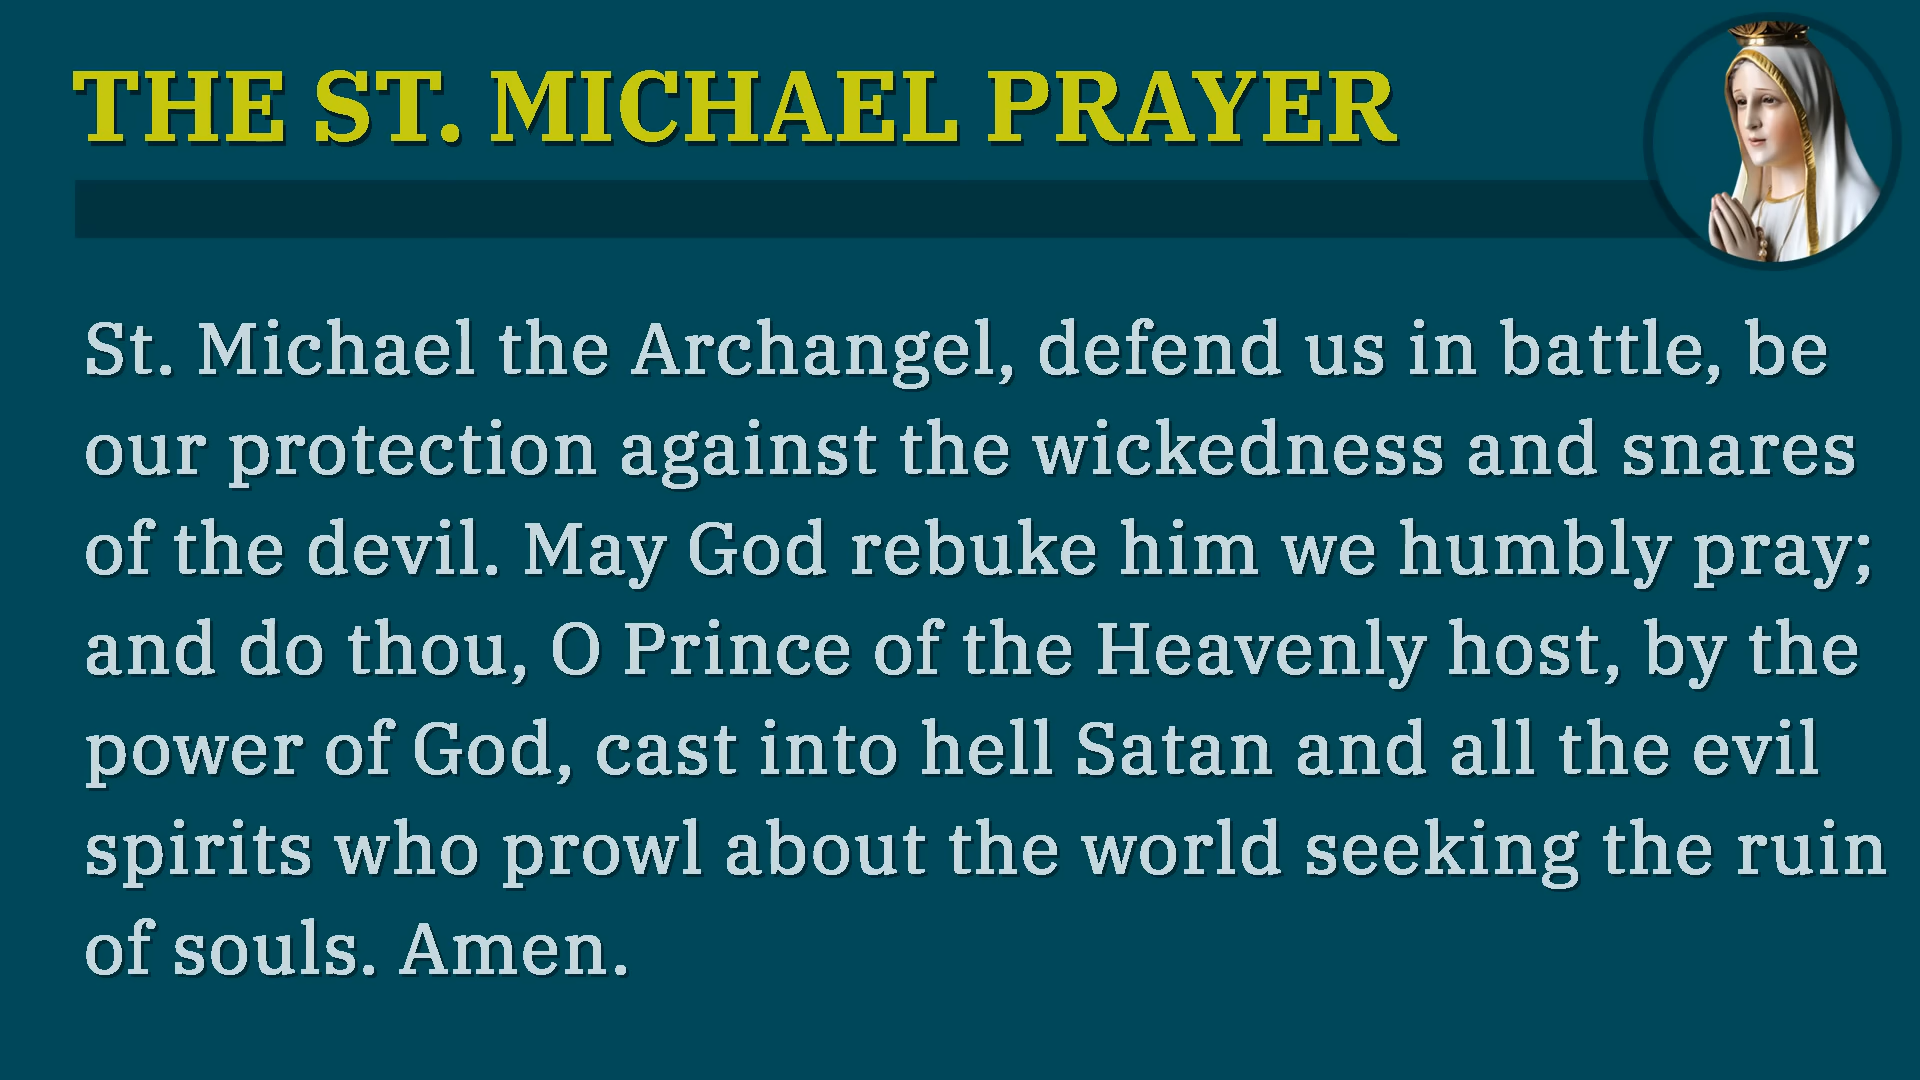 THE ST. MICHAEL PRAYER
St. Michael the Archangel, defend us in battle, be
our protection against the wickedness and snares
of the devil. May God rebuke him we humbly pray;
and do thou, O Prince of the Heavenly host, by the
power of God, cast into hell Satan and all the evil
spirits who prowl about the world seeking the ruin
of souls. Amen.